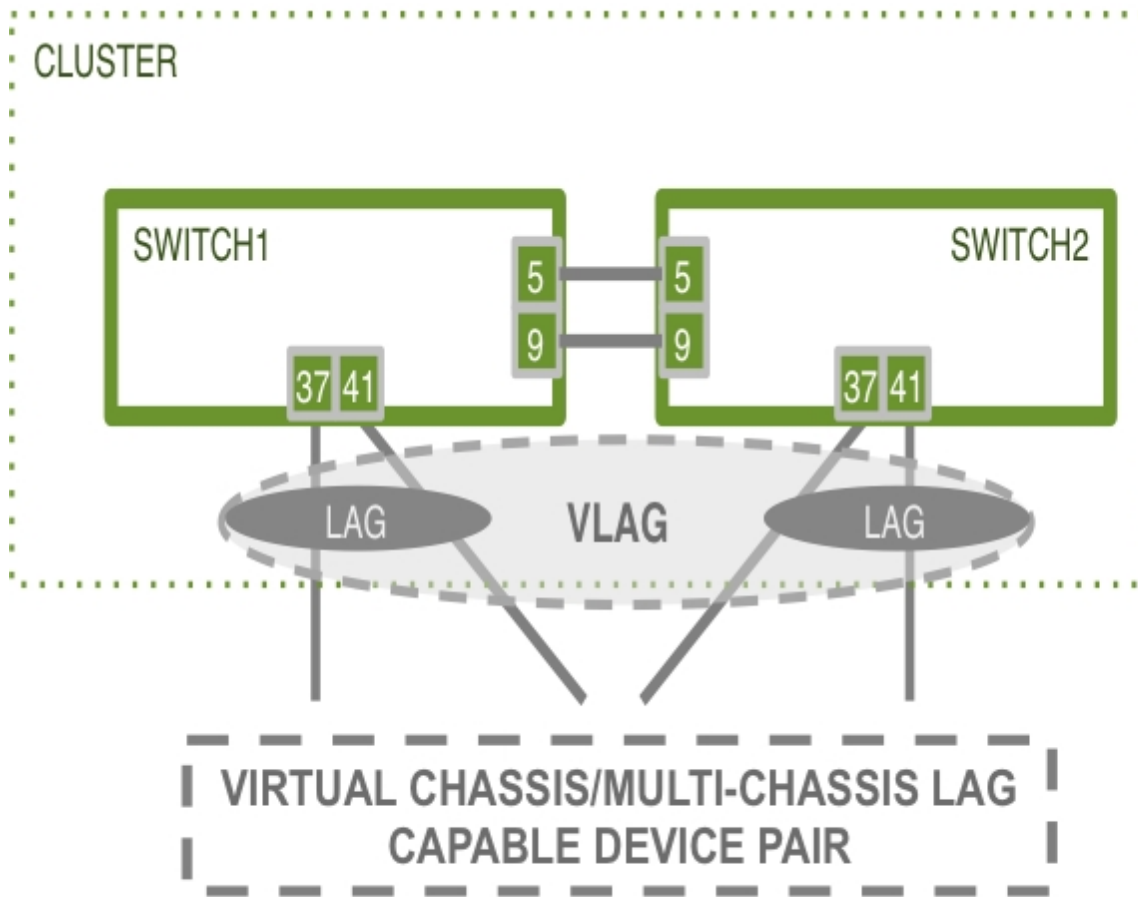 CLUSTER
SWITCH1
SWITCH2
5
5
9
9
37 41
37 41
LAG
VLAG
LAG
VIRTUAL CHASSIS/MULTI-CHASSIS LAG
CAPABLE DEVICE PAIR